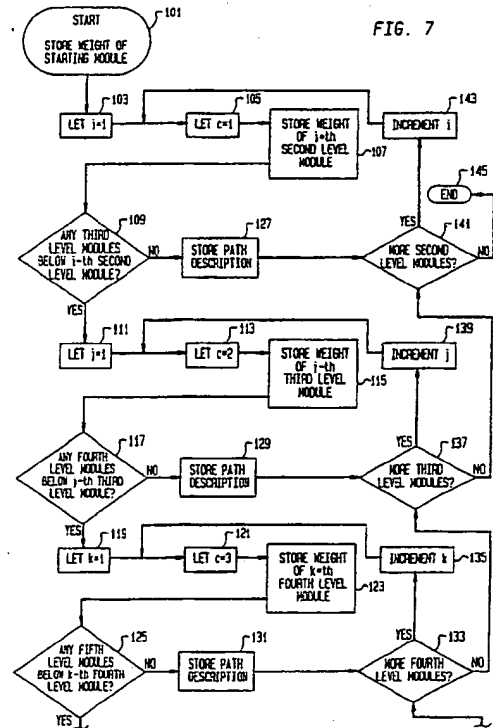 START
STORE WEIGHT OF
STARTING MODULE
101
FIG. 7
103
LET i=1
105
LET c=1
STORE WEIGHT
OF i-th
SECOND LEVEL
MODULE
107
143
INCREMENT i
145
END
109
ANY THIRD
LEVEL MODULES
BELOW i-th SECOND
LEVEL MODULE?
NO
127
STORE PATH
DESCRIPTION
YES
141
MORE SECOND
LEVEL MODULES?
NO
YES
111
LET j=1
113
LET c=2
STORE WEIGHT
OF j-th
THIRD LEVEL
MODULE
115
139
INCREMENT j
117
ANY FOURTH
LEVEL MODULES
BELOW j-th THIRD
LEVEL MODULE?
NO
129
STORE PATH
DESCRIPTION
YES
137
MORE THIRD
LEVEL MODULES?
NO
YES
119
LET k=1
121
LET c=3
STORE WEIGHT
OF k-th
FOURTH LEVEL
MODULE
123
INCREMENT k
135
125
ANY FIFTH
LEVEL MODULES
BELOW k-th FOURTH
LEVEL MODULE?
NO
131
STORE PATH
DESCRIPTION
YES
133
MORE FOURTH
LEVEL MODULES?
NO
YES